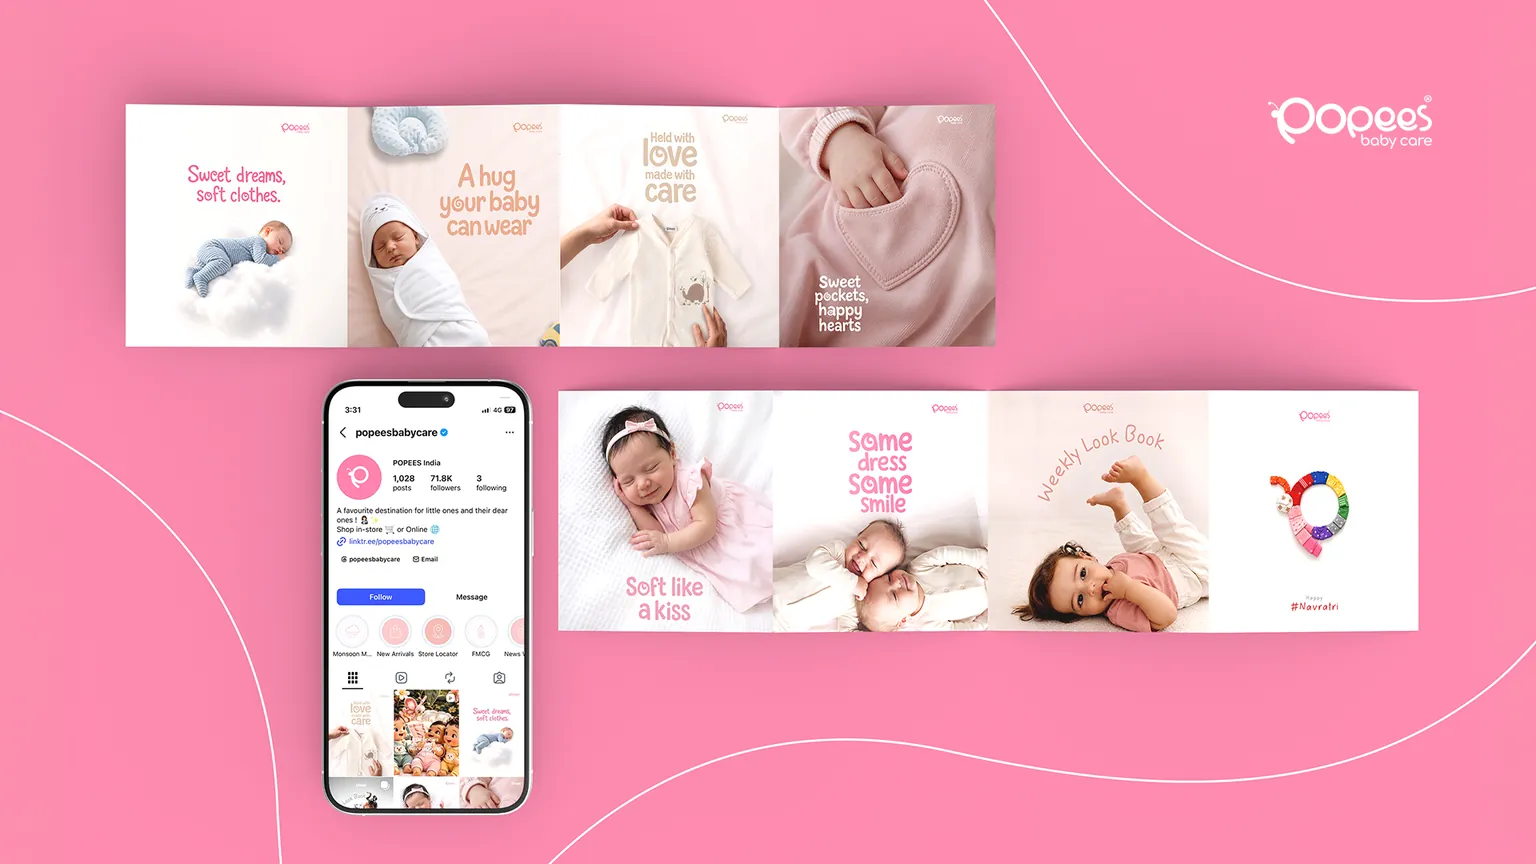 Popees®
baby care
Popees
Sweet dreams,
soft clothes.
Popees
A hug
your baby
can wear
Popees
Held with
love
made with
care
Popees
Sweet
pockets,
happy
hearts
3:31
4G 97
popeesbabycare
POPEES India
1,028 71.8K 3
posts followers following
A favourite destination for little ones and their dear
ones !
Shop in-store or Online
linktr.ee/popeesbabycare
popeesbabycare Email
Follow Message
Monsoon M... New Arrivals Store Locator FMCG News
love
care
Sweet dreams,
soft clothes.
Popees
Soft like
a kiss
Popees
Same
dress
Same
smile
Popees
Weekly Look Book
Popees
Happy
#Navratri